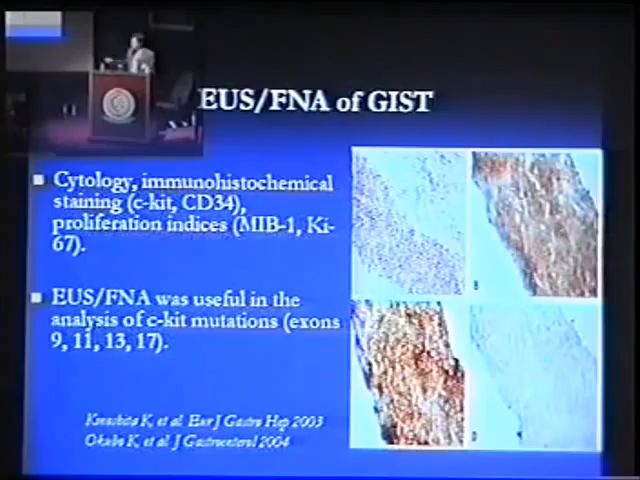 EUS/FNA of GIST
Cytology, immunohistochemical
staining (c-kit, CD34),
proliferation indices (MIB-1, Ki-
67).
EUS/FNA was useful in the
analysis of c-kit mutations (exons
9, 11, 13, 17).
K, et al. Eur J Gastro Hep 2003
Okubo K, et al. J Gastroenterol 2004
B